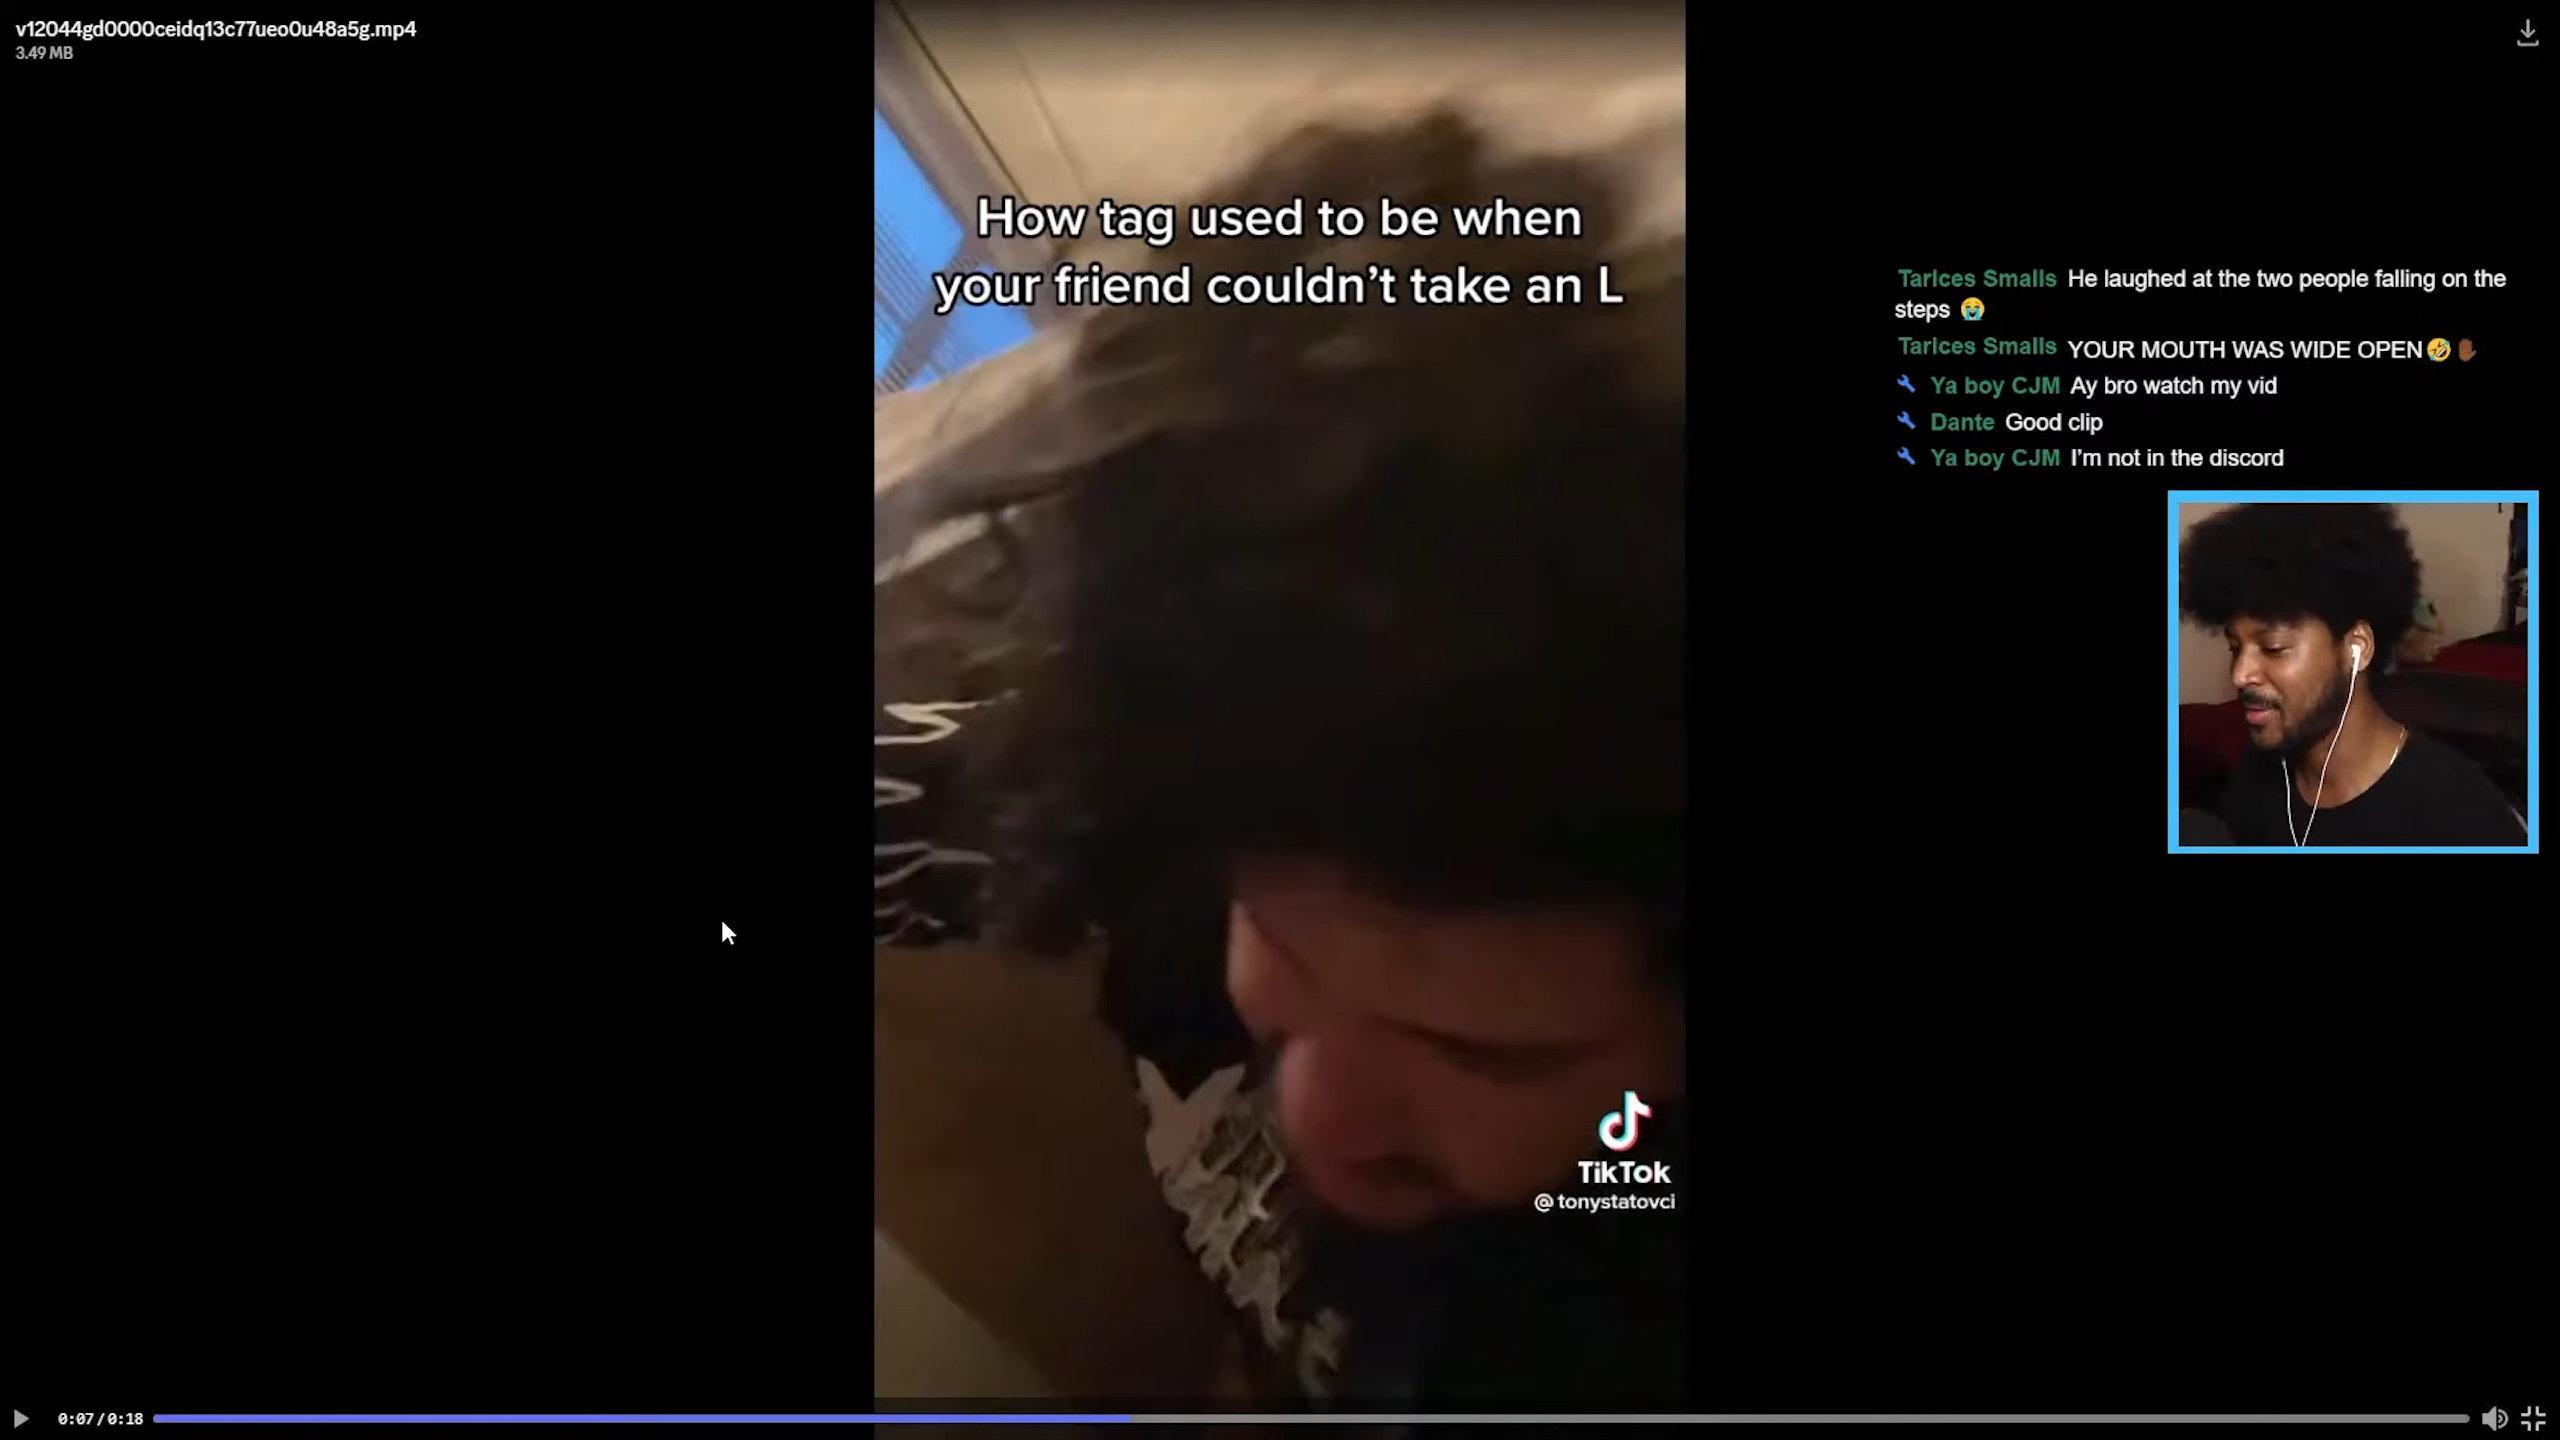 v12044gd0000ceidq13c77ueo0u48a5g.mp4
3.49 MB
How tag used to be when
your friend couldn't take an L
Tarlces Smalls He laughed at the two people falling on the
steps 😭
Tarlces Smalls YOUR MOUTH WAS WIDE OPEN🤣✋🏾
Ya boy CJM Ay bro watch my vid
Dante Good clip
Ya boy CJM I'm not in the discord
TikTok
@tonystatovci
0:07/0:18